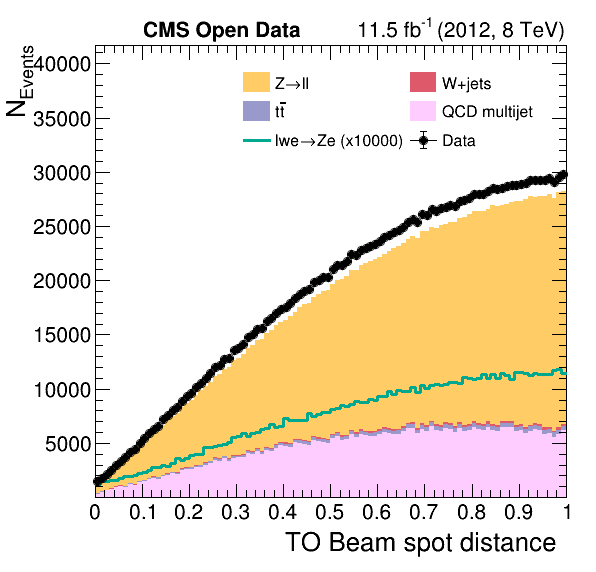 CMS Open Data 11.5 fb⁻¹ (2012, 8 TeV)
N_Events
40000
35000
30000
25000
20000
15000
10000
5000
Z→ll W+jets
tt̄ QCD multijet
lwe→Ze (x10000) Data
0 0.1 0.2 0.3 0.4 0.5 0.6 0.7 0.8 0.9 1
TO Beam spot distance